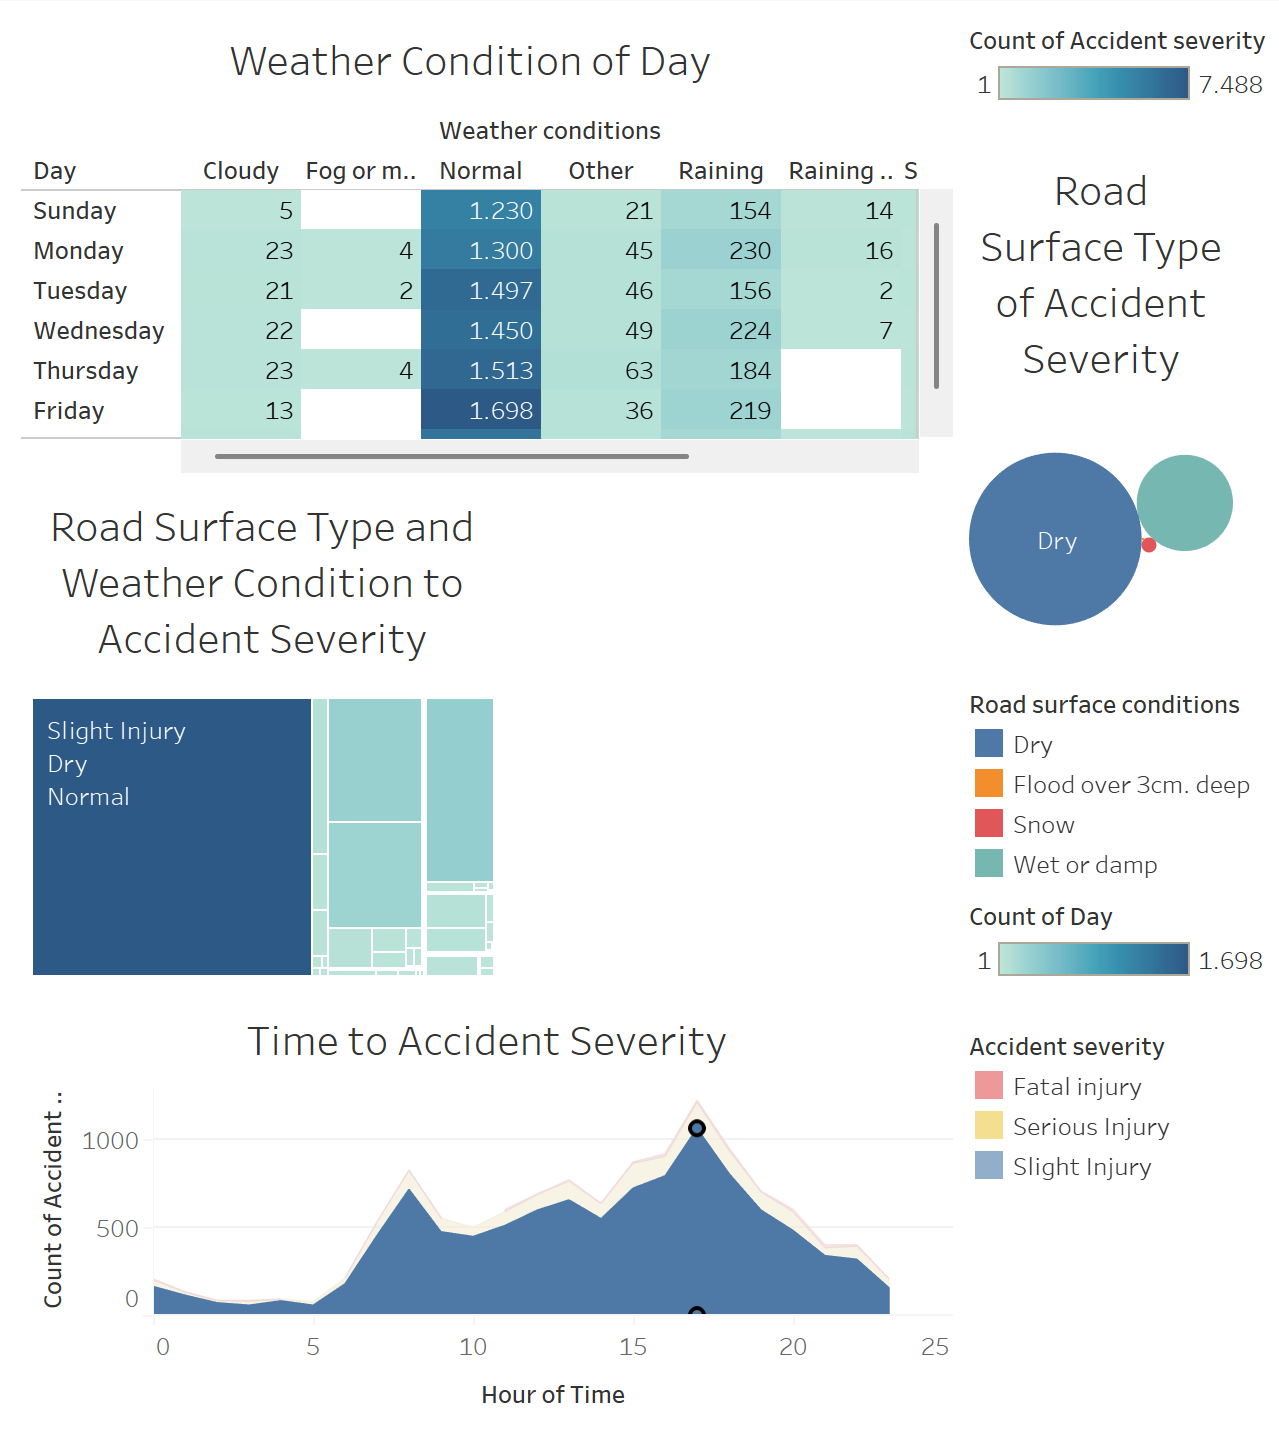 Weather Condition of Day
Weather conditions
Day Cloudy Fog or m.. Normal Other Raining Raining .. S
Sunday 5 1.230 21 154 14
Monday 23 4 1.300 45 230 16
Tuesday 21 2 1.497 46 156 2
Wednesday 22 1.450 49 224 7
Thursday 23 4 1.513 63 184
Friday 13 1.698 36 219
Count of Accident severity
1 7.488
Road
Surface Type
of Accident
Severity
Dry
Road Surface Type and
Weather Condition to
Accident Severity
Slight Injury
Dry
Normal
Road surface conditions
Dry
Flood over 3cm. deep
Snow
Wet or damp
Count of Day
1 1.698
Time to Accident Severity
Count of Accident ..
1000
500
0
0 5 10 15 20 25
Hour of Time
Accident severity
Fatal injury
Serious Injury
Slight Injury